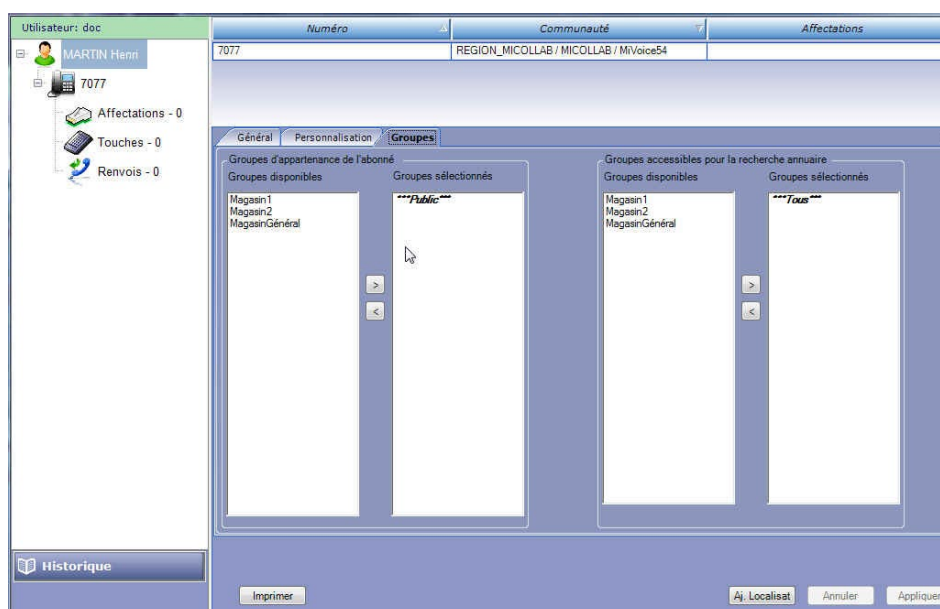 Utilisateur: doc
MARTIN Henri
7077
Affectations - 0
Touches - 0
Renvois - 0
Historique
Numéro Communauté Affectations
7077 REGION_MICOLLAB / MICOLLAB / MiVoice54
Général Personnalisation Groupes
Groupes d'appartenance de l'abonné
Groupes disponibles Groupes sélectionnés
Magasin1
Magasin2
MagasinGénéral
***Public***
>
<
Groupes accessibles pour la recherche annuaire
Groupes disponibles Groupes sélectionnés
Magasin1
Magasin2
MagasinGénéral
***Tous***
>
<
Imprimer Aj. Localisat Annuler Appliquer